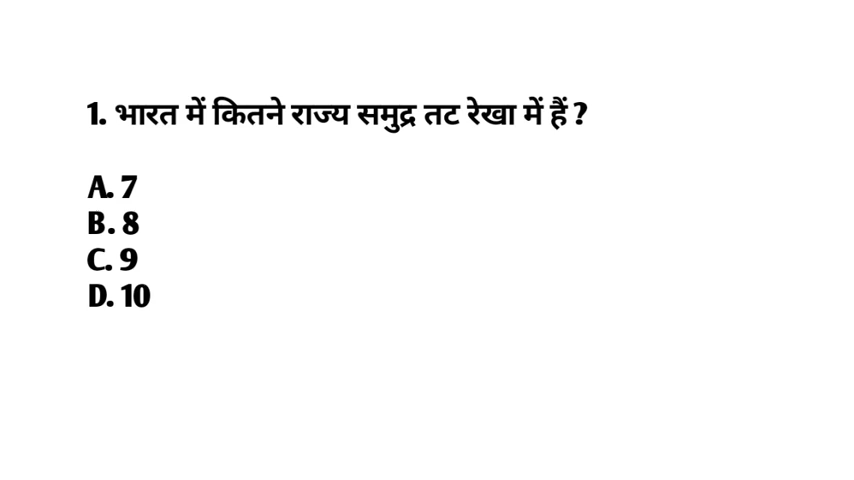 1. भारत में कितने राज्य समुद्र तट रेखा में हैं ?
A. 7
B. 8
C. 9
D. 10